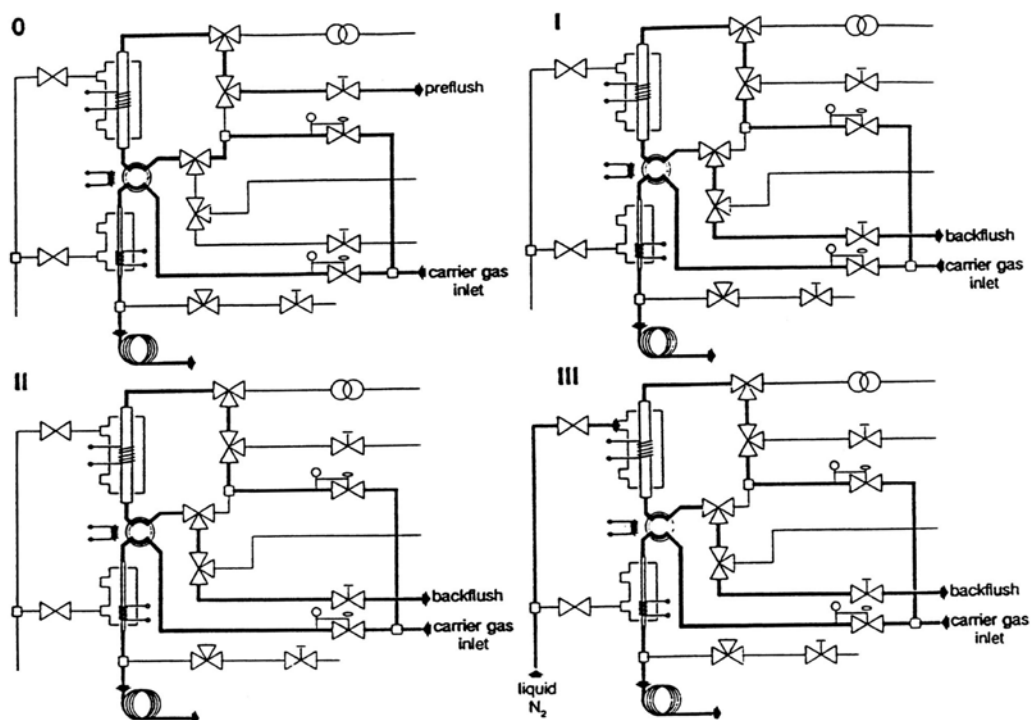 0
preflush
carrier gas
inlet
I
backflush
carrier gas
inlet
II
backflush
carrier gas
inlet
III
backflush
carrier gas
inlet
liquid
N₂